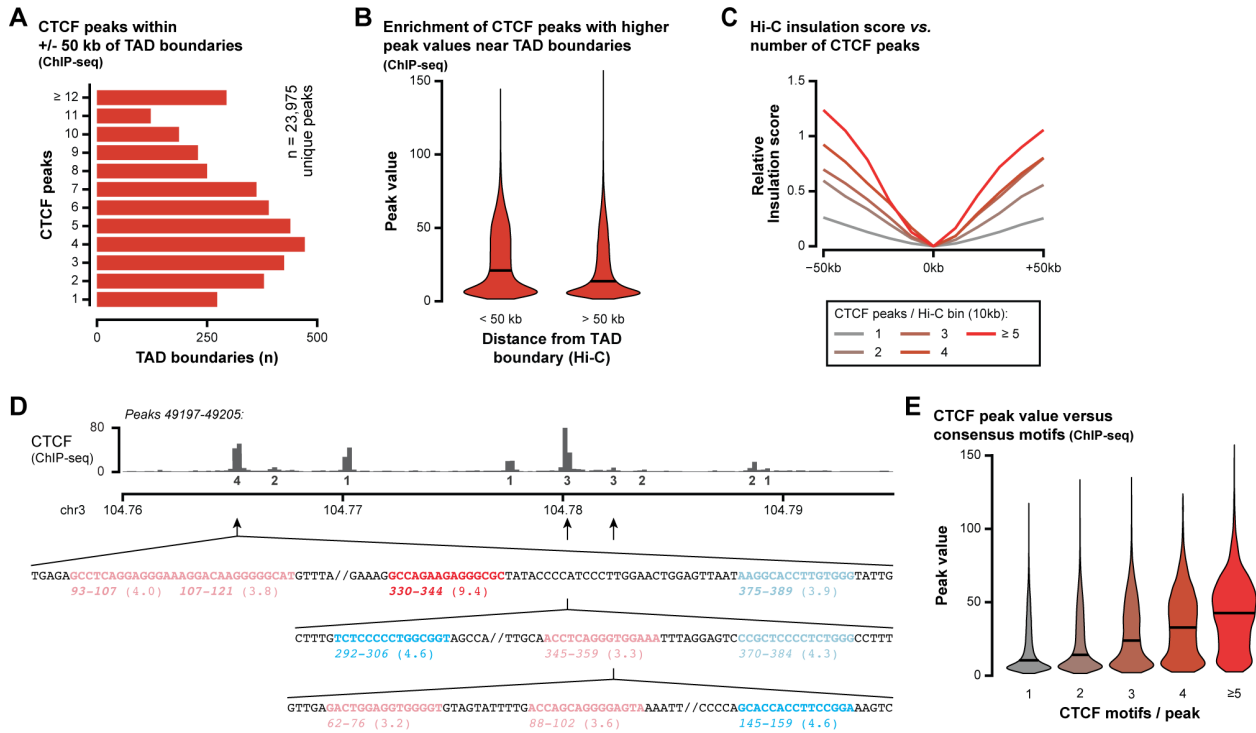 A
CTCF peaks within
+/- 50 kb of TAD boundaries
(ChIP-seq)
CTCF peaks
≥ 12
11
10
9
8
7
6
5
4
3
2
1
n = 23,975
unique peaks
0
250
500
TAD boundaries (n)
B
Enrichment of CTCF peaks with higher
peak values near TAD boundaries
(ChIP-seq)
150
100
50
0
Peak value
< 50 kb
> 50 kb
Distance from TAD
boundary (Hi-C)
C
Hi-C insulation score vs.
number of CTCF peaks
1.5
1
0.5
0
Relative
Insulation score
−50kb
0kb
+50kb
CTCF peaks / Hi-C bin (10kb):
1
3
≥ 5
2
4
D
Peaks 49197-49205:
CTCF
(ChIP-seq)
80
0
4 2 1 1 3 3 2 2 1
chr3
104.76
104.77
104.78
104.79
TGAGAGCCTCAGGAGGGAAAGGACAAGGGGGCATGTTTA//GAAAGGCCAGAAGAGGGCGCTATACCCCATCCCTTGGAACTGGAGTTAATAAGGCACCTTGTGGGTATTG
93-107 (4.0) 107-121 (3.8) 330-344 (9.4) 375-389 (3.9)
CTTTGTCTCCCCCTGGCGGTAGCCA//TTGCAACCTCAGGGTGGAAATTTAGGAGTCCCGCTCCCCTCTGGGCCTTT
292-306 (4.6) 345-359 (3.3) 370-384 (4.3)
GTTGAGACTGGAGGTGGGGTGTAGTATTTTGACCAGCAGGGGAGTAAAATT//CCCCAGCACCACCTTCCGGAAAGTC
62-76 (3.2) 88-102 (3.6) 145-159 (4.6)
E
CTCF peak value versus
consensus motifs (ChIP-seq)
150
100
50
0
Peak value
1
2
3
4
≥5
CTCF motifs / peak